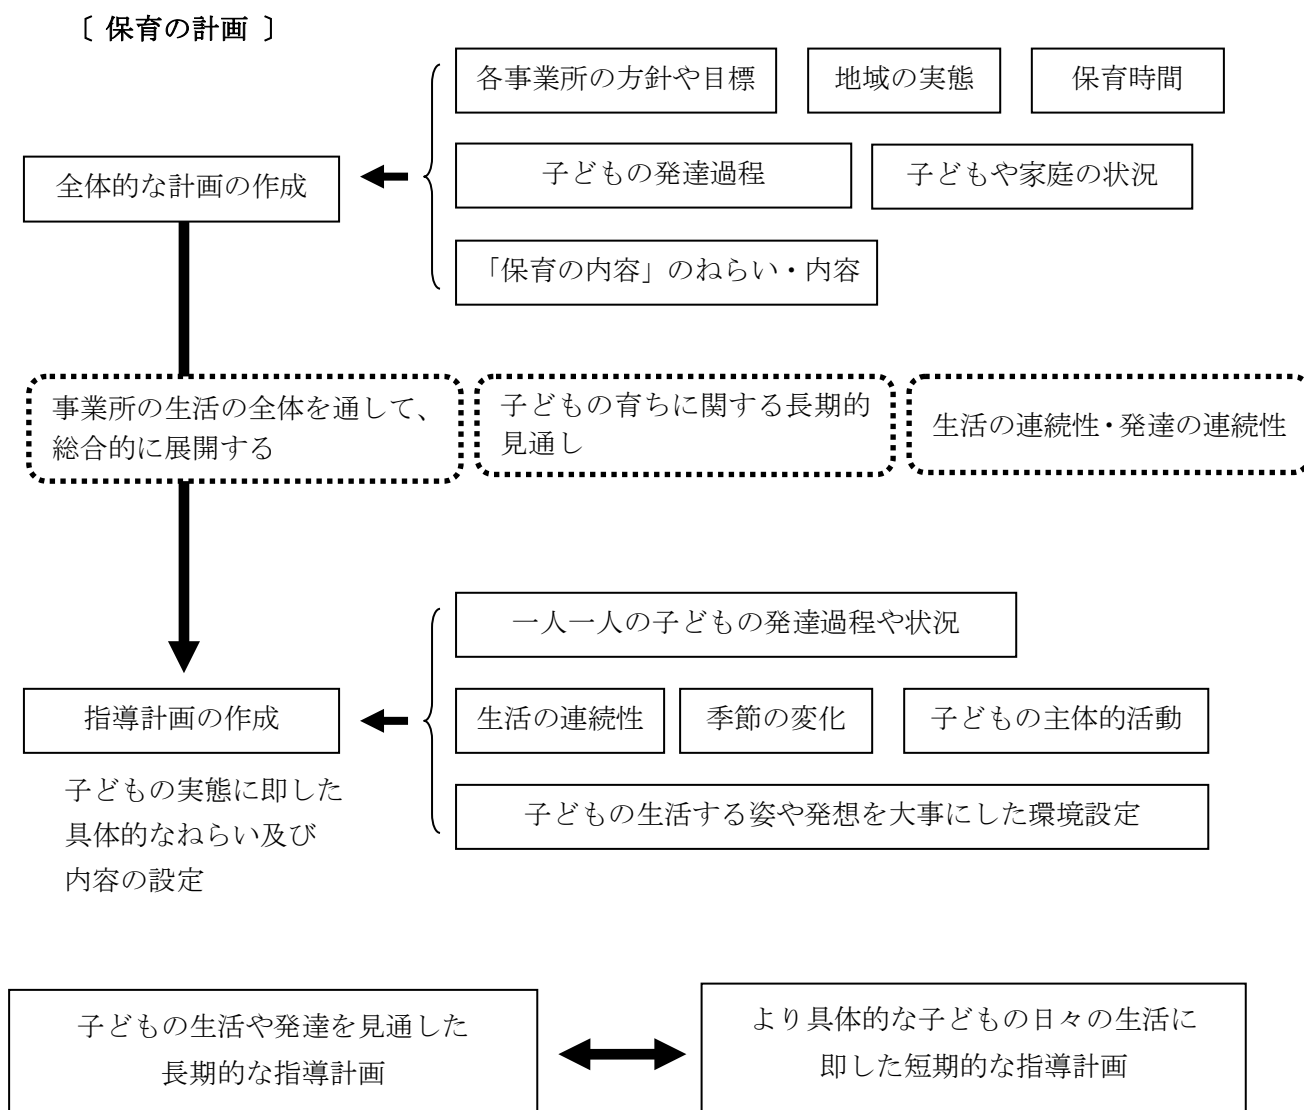 〔 保育の計画 〕
各事業所の方針や目標
地域の実態
保育時間
子どもの発達過程
子どもや家庭の状況
全体的な計画の作成
「保育の内容」のねらい・内容
事業所の生活の全体を通して、
総合的に展開する
子どもの育ちに関する長期的
見通し
生活の連続性・発達の連続性
一人一人の子どもの発達過程や状況
指導計画の作成
生活の連続性
季節の変化
子どもの主体的活動
子どもの実態に即した
具体的なねらい及び
内容の設定
子どもの生活する姿や発想を大事にした環境設定
子どもの生活や発達を見通した
長期的な指導計画
より具体的な子どもの日々の生活に
即した短期的な指導計画